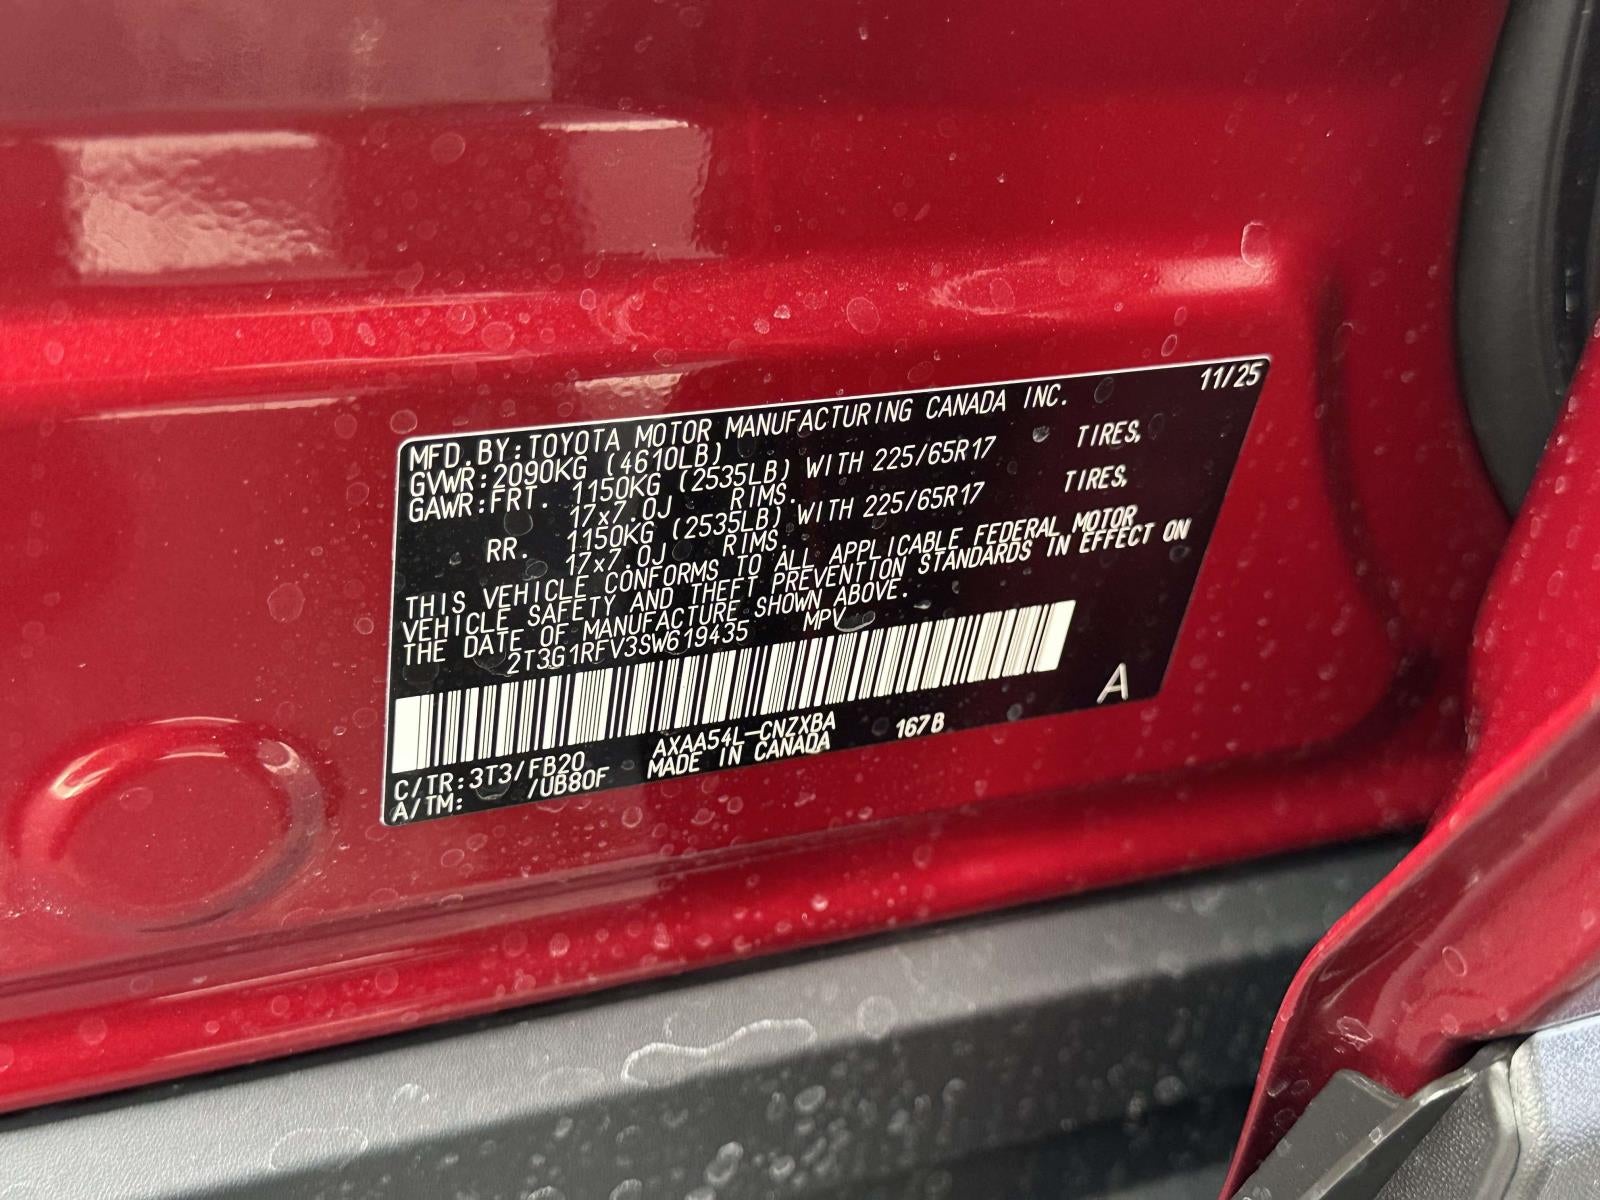 11/25
MFD. BY: TOYOTA MOTOR MANUFACTURING CANADA INC.
GVWR: 2090KG (4610LB)
GAWR: FRT. 1150KG (2535LB) WITH 225/65R17 TIRES,
17x7.0J RIMS.
RR. 1150KG (2535LB) WITH 225/65R17 TIRES,
17x7.0J RIMS.
THIS VEHICLE CONFORMS TO ALL APPLICABLE FEDERAL MOTOR
VEHICLE SAFETY AND THEFT PREVENTION STANDARDS IN EFFECT ON
THE DATE OF MANUFACTURE SHOWN ABOVE.
2T3G1RFV3SW619435 MPV
A
C/TR: 3T3/FB20 AXAA54L-CNZXBA 167B
A/TM: /UB80F MADE IN CANADA